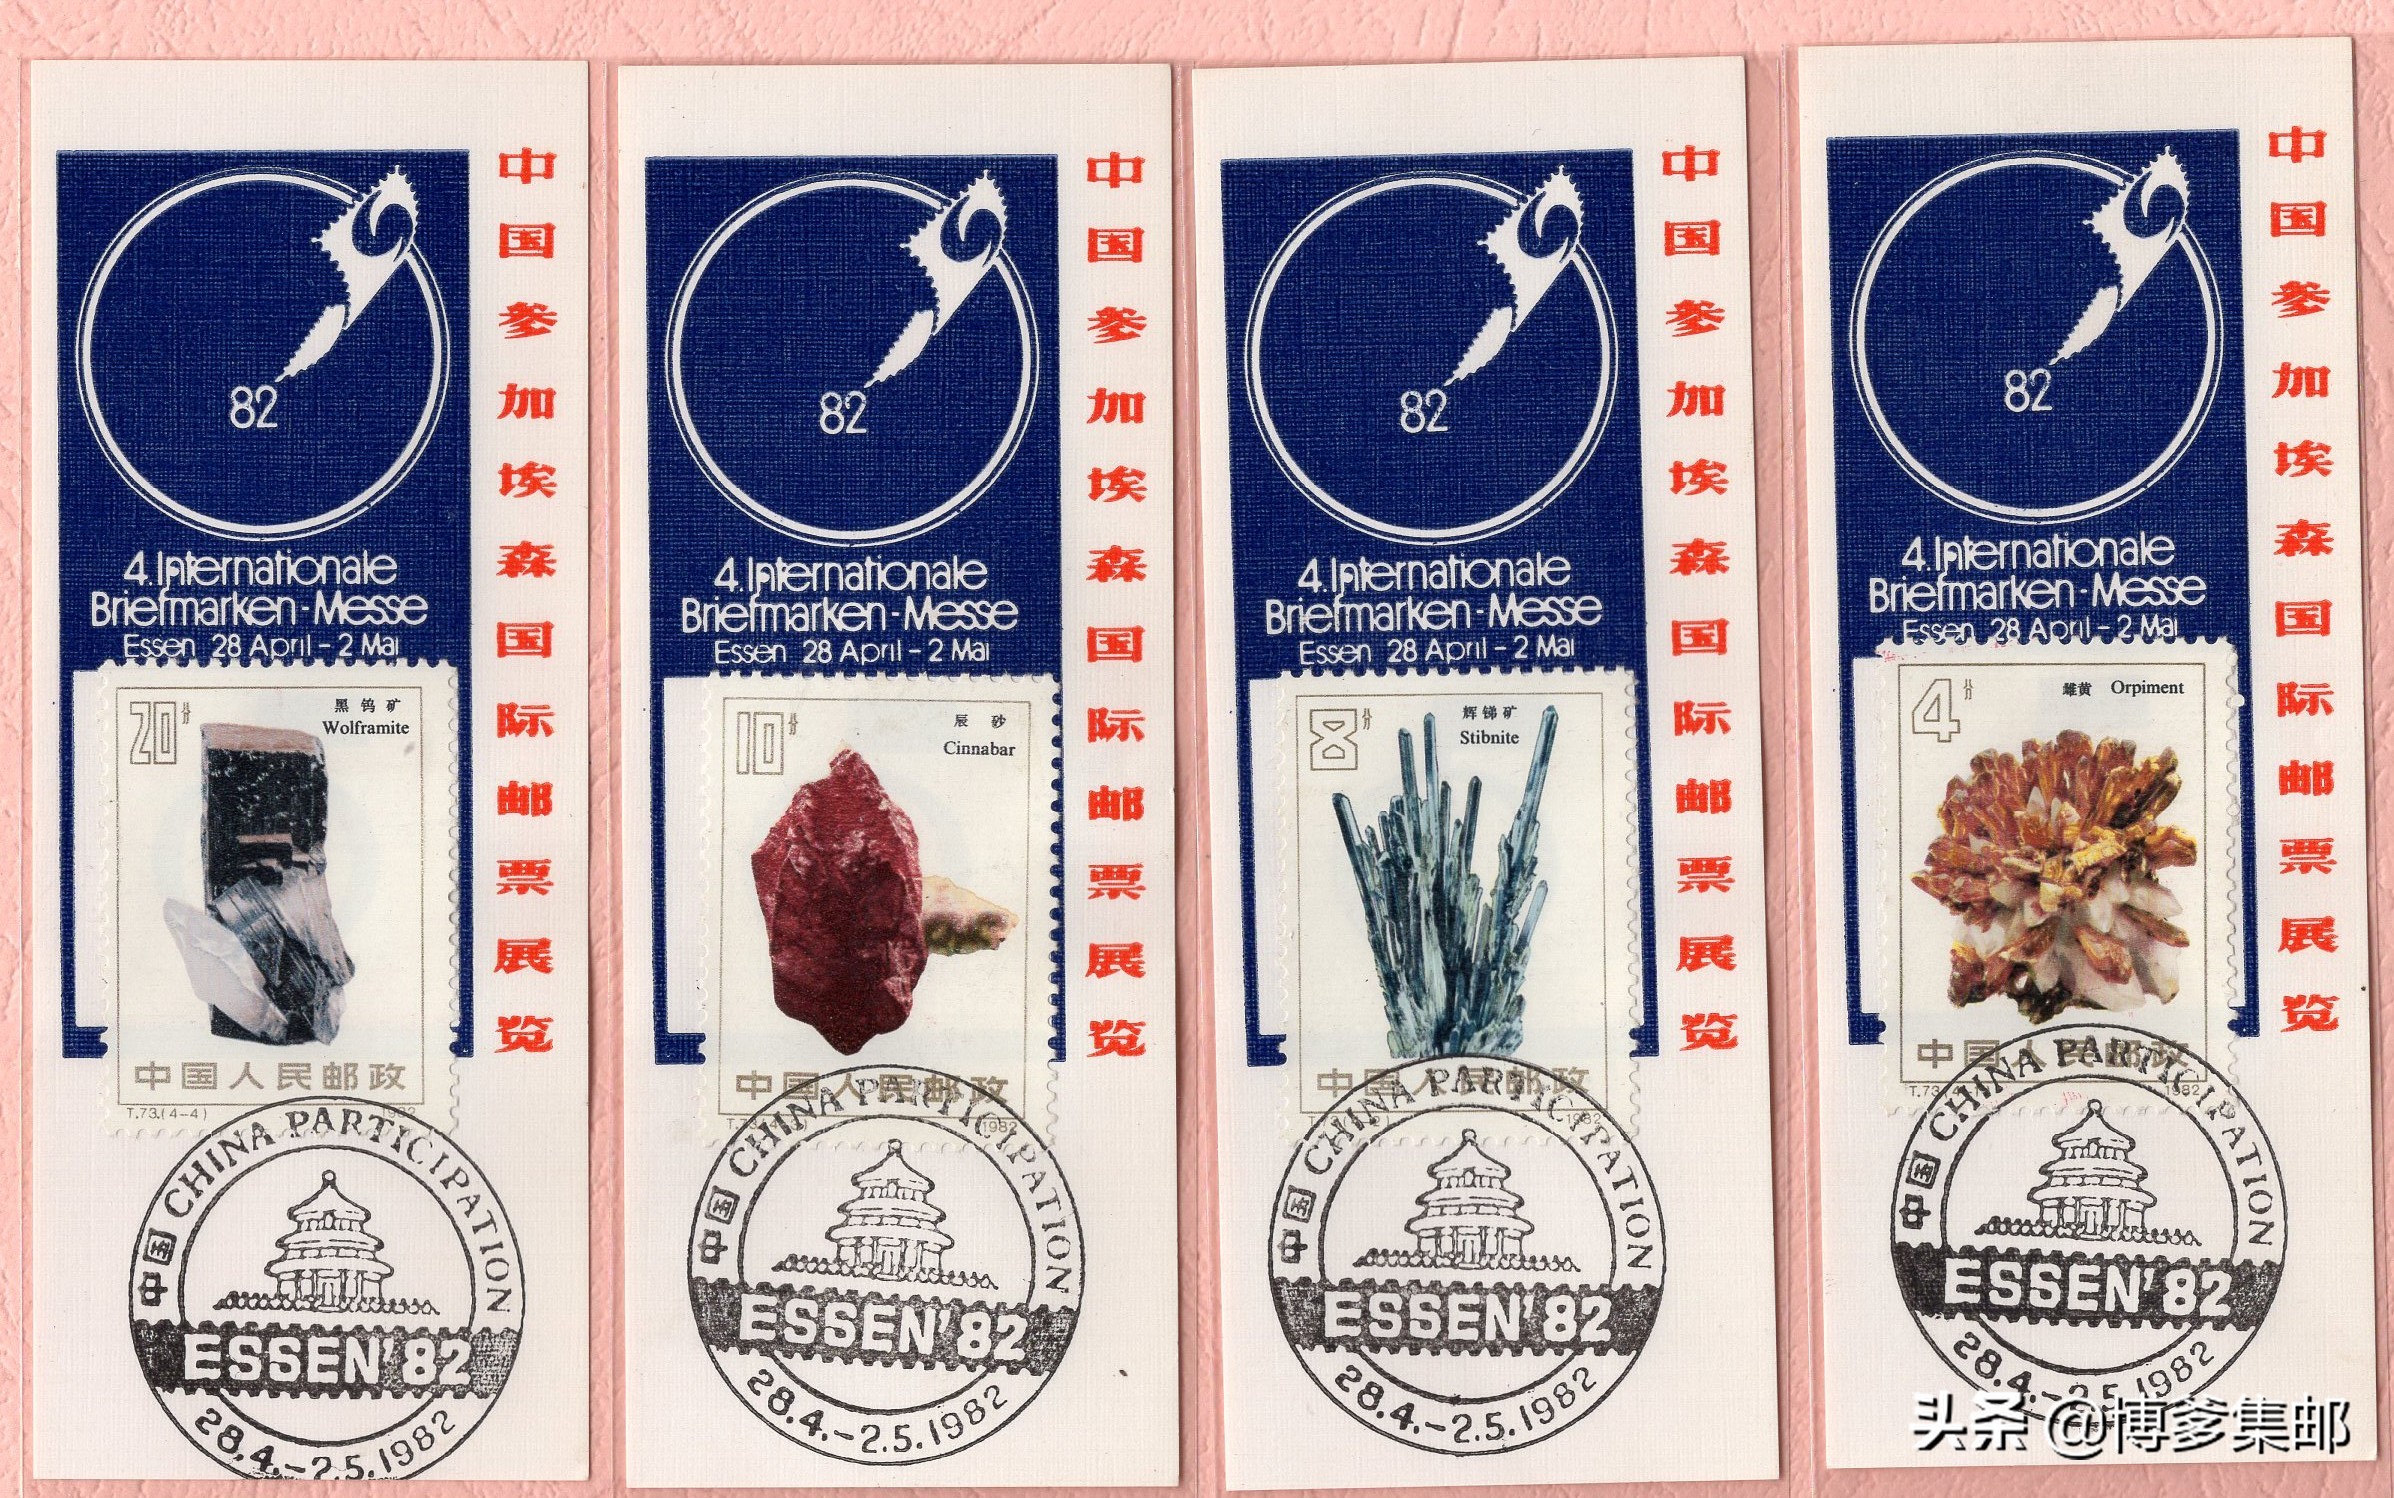 82
4.Internationale
Briefmarken-Messe
Essen 28 April - 2 Mai
中国参加埃森国际邮票展览
20分
黑钨矿
Wolframite
中国人民邮政
T.73.(4-4)
1982
中国 CHINA PARTICIPATION
ESSEN'82
28.4.-2.5.1982
82
4.Internationale
Briefmarken-Messe
Essen 28 April - 2 Mai
中国参加埃森国际邮票展览
10分
辰砂
Cinnabar
中国人民邮政
1982
中国 CHINA PARTICIPATION
ESSEN'82
28.4.-2.5.1982
82
4.Internationale
Briefmarken-Messe
Essen 28 April - 2 Mai
中国参加埃森国际邮票展览
8分
辉锑矿
Stibnite
中国人民邮政
1982
中国 CHINA PARTICIPATION
ESSEN'82
28.4.-2.5.1982
82
4.Internationale
Briefmarken-Messe
Essen 28 April - 2 Mai
中国参加埃森国际邮票展览
4分
雌黄 Orpiment
中国人民邮政
1982
中国 CHINA PARTICIPATION
ESSEN'82
28.4.-2.5.1982
头条 @博爹集邮